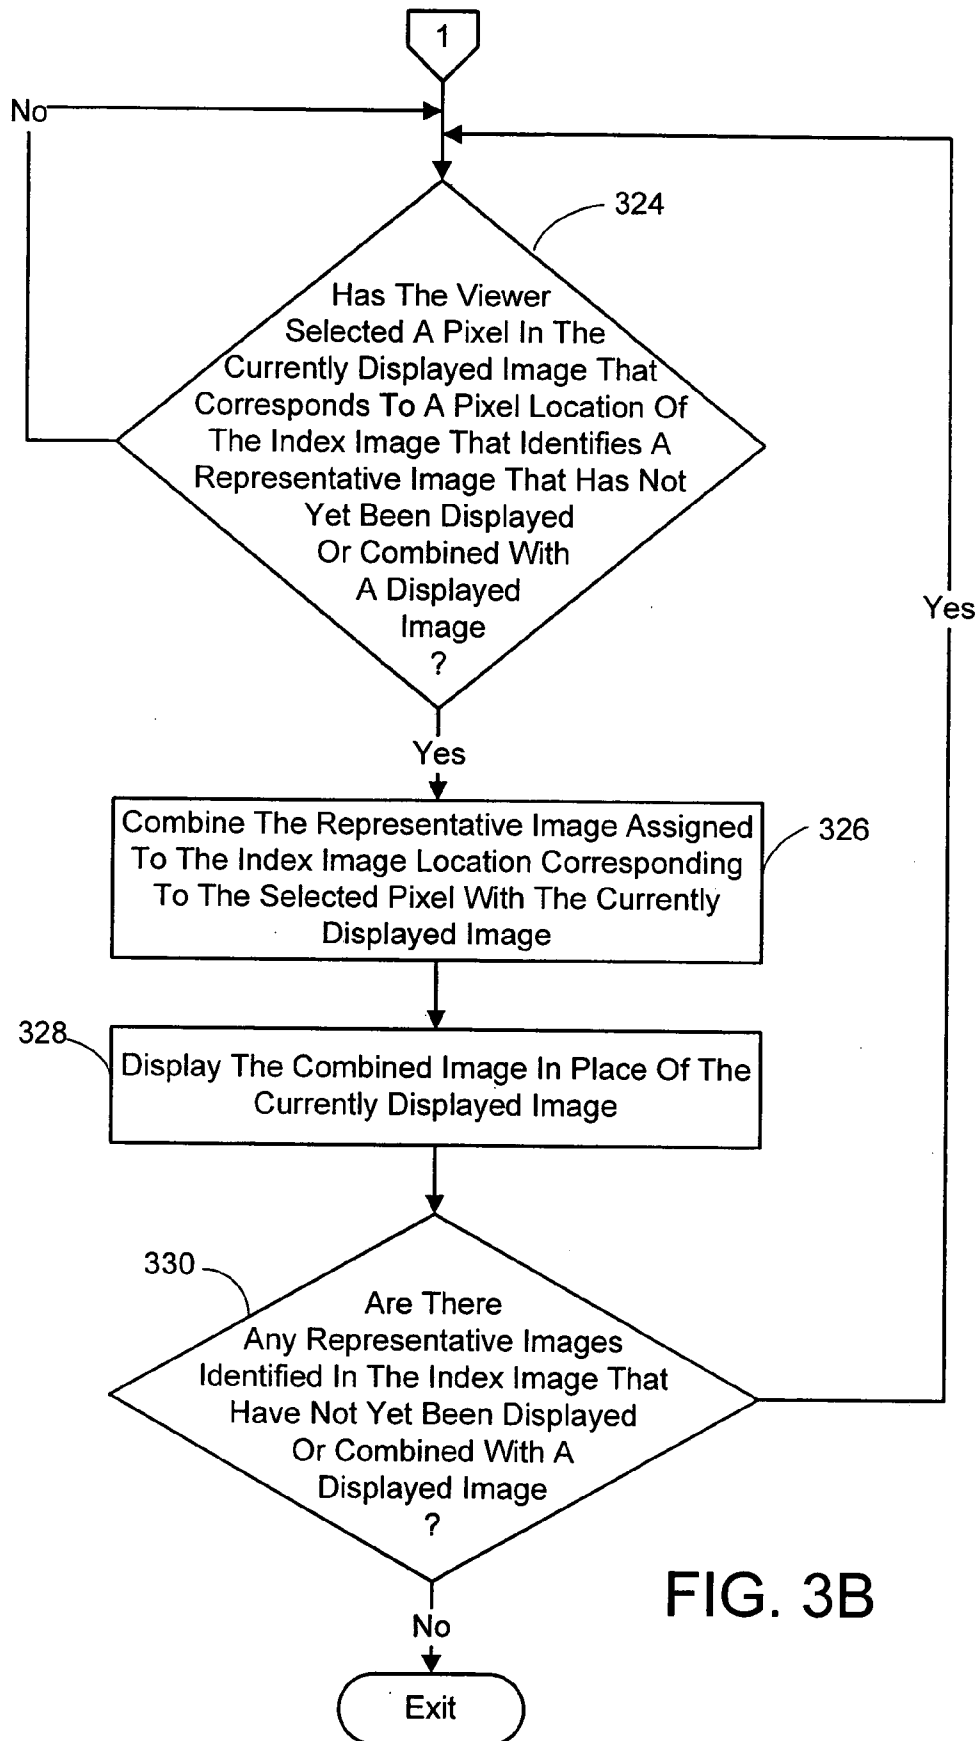 1
No
324
Has The Viewer
Selected A Pixel In The
Currently Displayed Image That
Corresponds To A Pixel Location Of
The Index Image That Identifies A
Representative Image That Has Not
Yet Been Displayed
Or Combined With
A Displayed
Image
?
Yes
Yes
Combine The Representative Image Assigned
To The Index Image Location Corresponding
To The Selected Pixel With The Currently
Displayed Image
326
328
Display The Combined Image In Place Of The
Currently Displayed Image
330
Are There
Any Representative Images
Identified In The Index Image That
Have Not Yet Been Displayed
Or Combined With A
Displayed Image
?
No
Exit
FIG. 3B